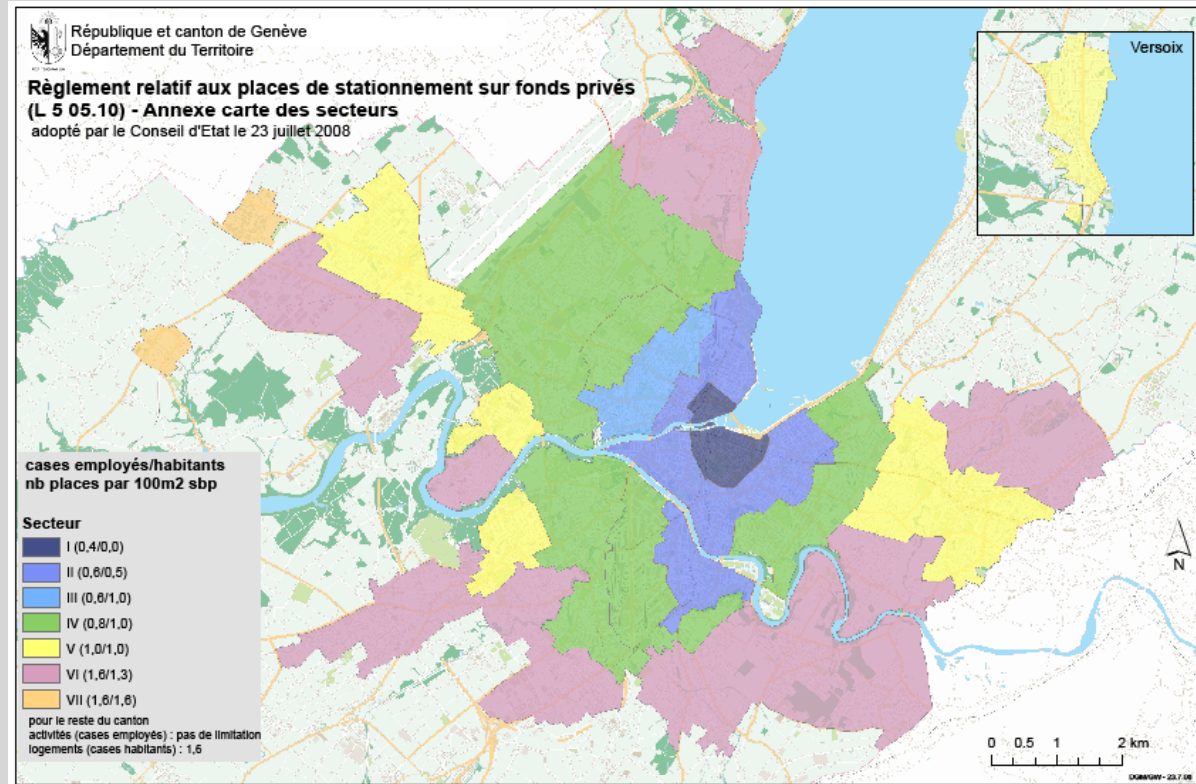 République et canton de Genève
Département du Territoire
Règlement relatif aux places de stationnement sur fonds privés
(L 5 05.10) - Annexe carte des secteurs
adopté par le Conseil d'Etat le 23 juillet 2008
Versoix
cases employés/habitants
nb places par 100m2 sbp
Secteur
I (0,4/0,0)
II (0,6/0,5)
III (0,6/1,0)
IV (0,8/1,0)
V (1,0/1,0)
VI (1,6/1,3)
VII (1,6/1,6)
pour le reste du canton
activités (cases employés) : pas de limitation
logements (cases habitants) : 1,6
N
0 0.5 1 2 km